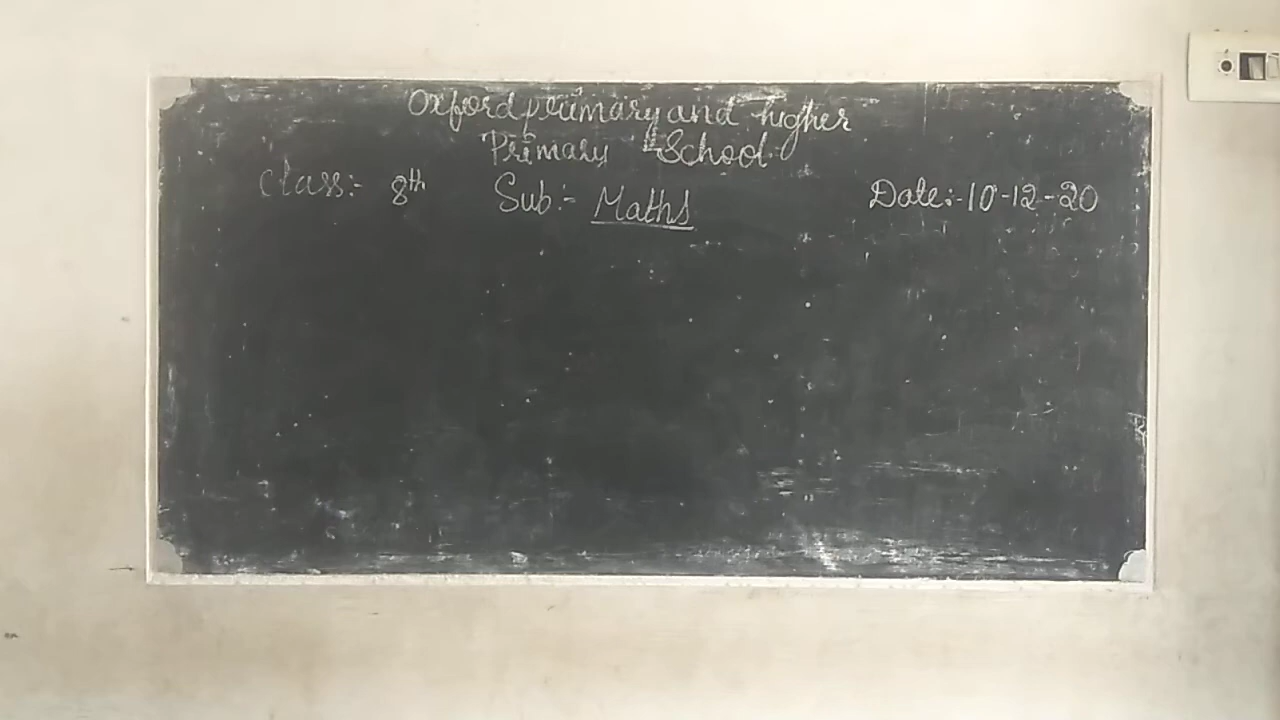 Oxford primary and higher
Primary School
Class:- 8th Sub:- Maths Date:-10-12-20